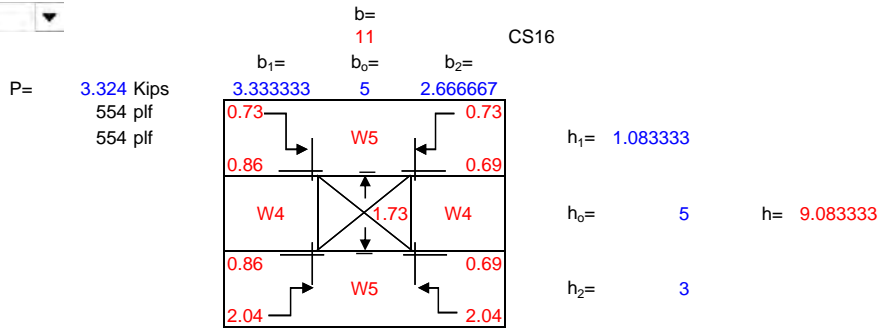 b=
11 CS16
b₁= bₒ= b₂=
P= 3.324 Kips 3.333333 5 2.666667
554 plf 0.73 0.73
554 plf W5 h₁= 1.083333
0.86 0.69
W4 1.73 W4 hₒ= 5 h= 9.083333
0.86 0.69
W5 h₂= 3
2.04 2.04